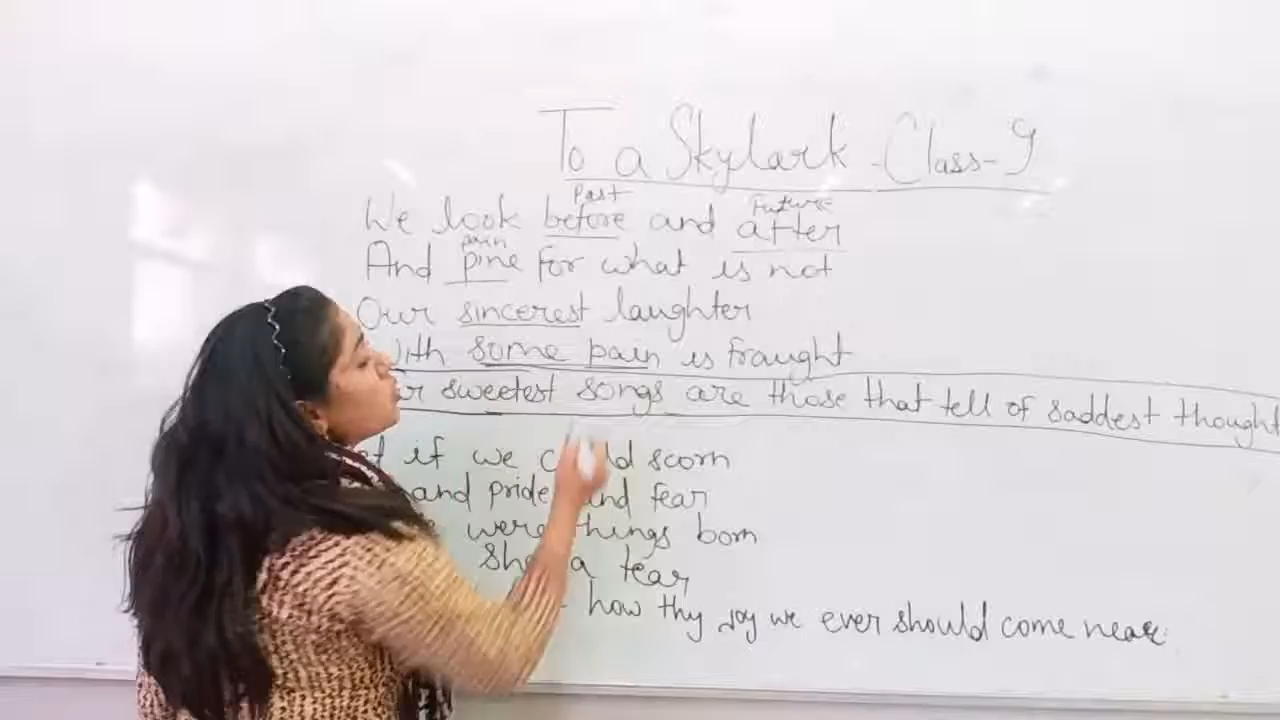 To a Skylark - Class-9
Past Future
We look before and after
pain
And pine for what is not
Our sincerest laughter
with some pain is fraught
sweetest songs are those that tell of saddest thought
if we scorn
and pride and fear
were things born
a tear
how thy joy we ever should come near